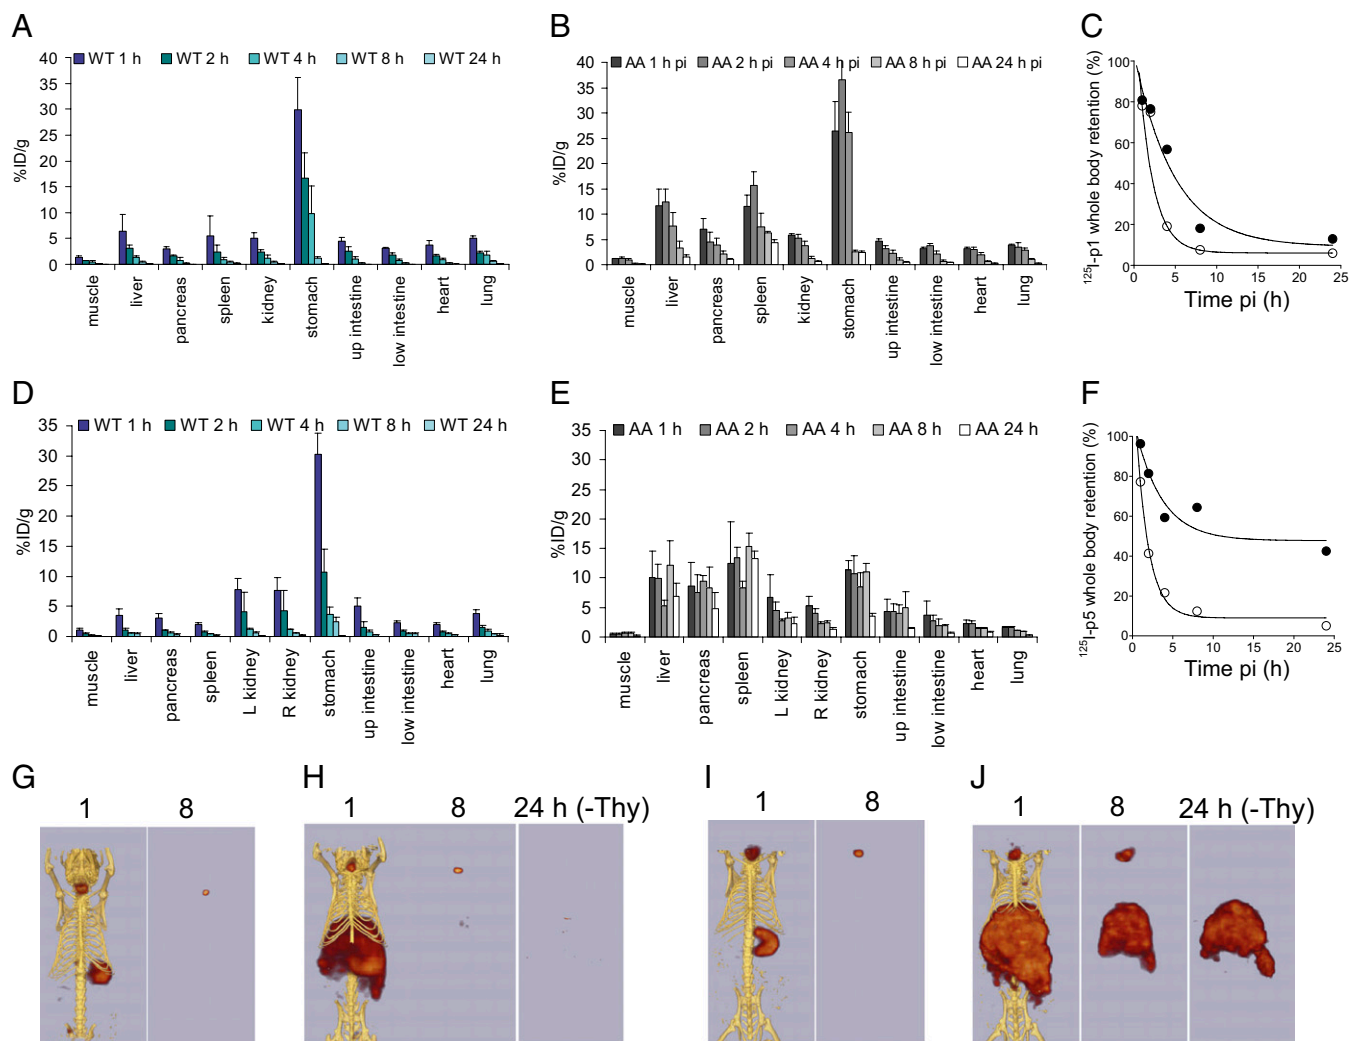 A
WT 1 h WT 2 h WT 4 h WT 8 h WT 24 h
40
35
30
25
20
15
10
5
0
%ID/g
muscle
liver
pancreas
spleen
kidney
stomach
up intestine
low intestine
heart
lung
B
AA 1 h pi AA 2 h pi AA 4 h pi AA 8 h pi AA 24 h pi
40
35
30
25
20
15
10
5
0
%ID/g
muscle
liver
pancreas
spleen
kidney
stomach
up intestine
low intestine
heart
lung
C
¹²⁵I-p1 whole body retention (%)
100
80
60
40
20
0
0 5 10 15 20 25
Time pi (h)
D
WT 1 h WT 2 h WT 4 h WT 8 h WT 24 h
35
30
25
20
15
10
5
0
%ID/g
muscle
liver
pancreas
spleen
L kidney
R kidney
stomach
up intestine
low intestine
heart
lung
E
AA 1 h AA 2 h AA 4 h AA 8 h AA 24 h
35
30
25
20
15
10
5
0
%ID/g
muscle
liver
pancreas
spleen
L kidney
R kidney
stomach
up intestine
low intestine
heart
lung
F
¹²⁵I-p5 whole body retention (%)
100
80
60
40
20
0
0 5 10 15 20 25
Time pi (h)
G
1 8
H
1 8 24 h (-Thy)
I
1 8
J
1 8 24 h (-Thy)